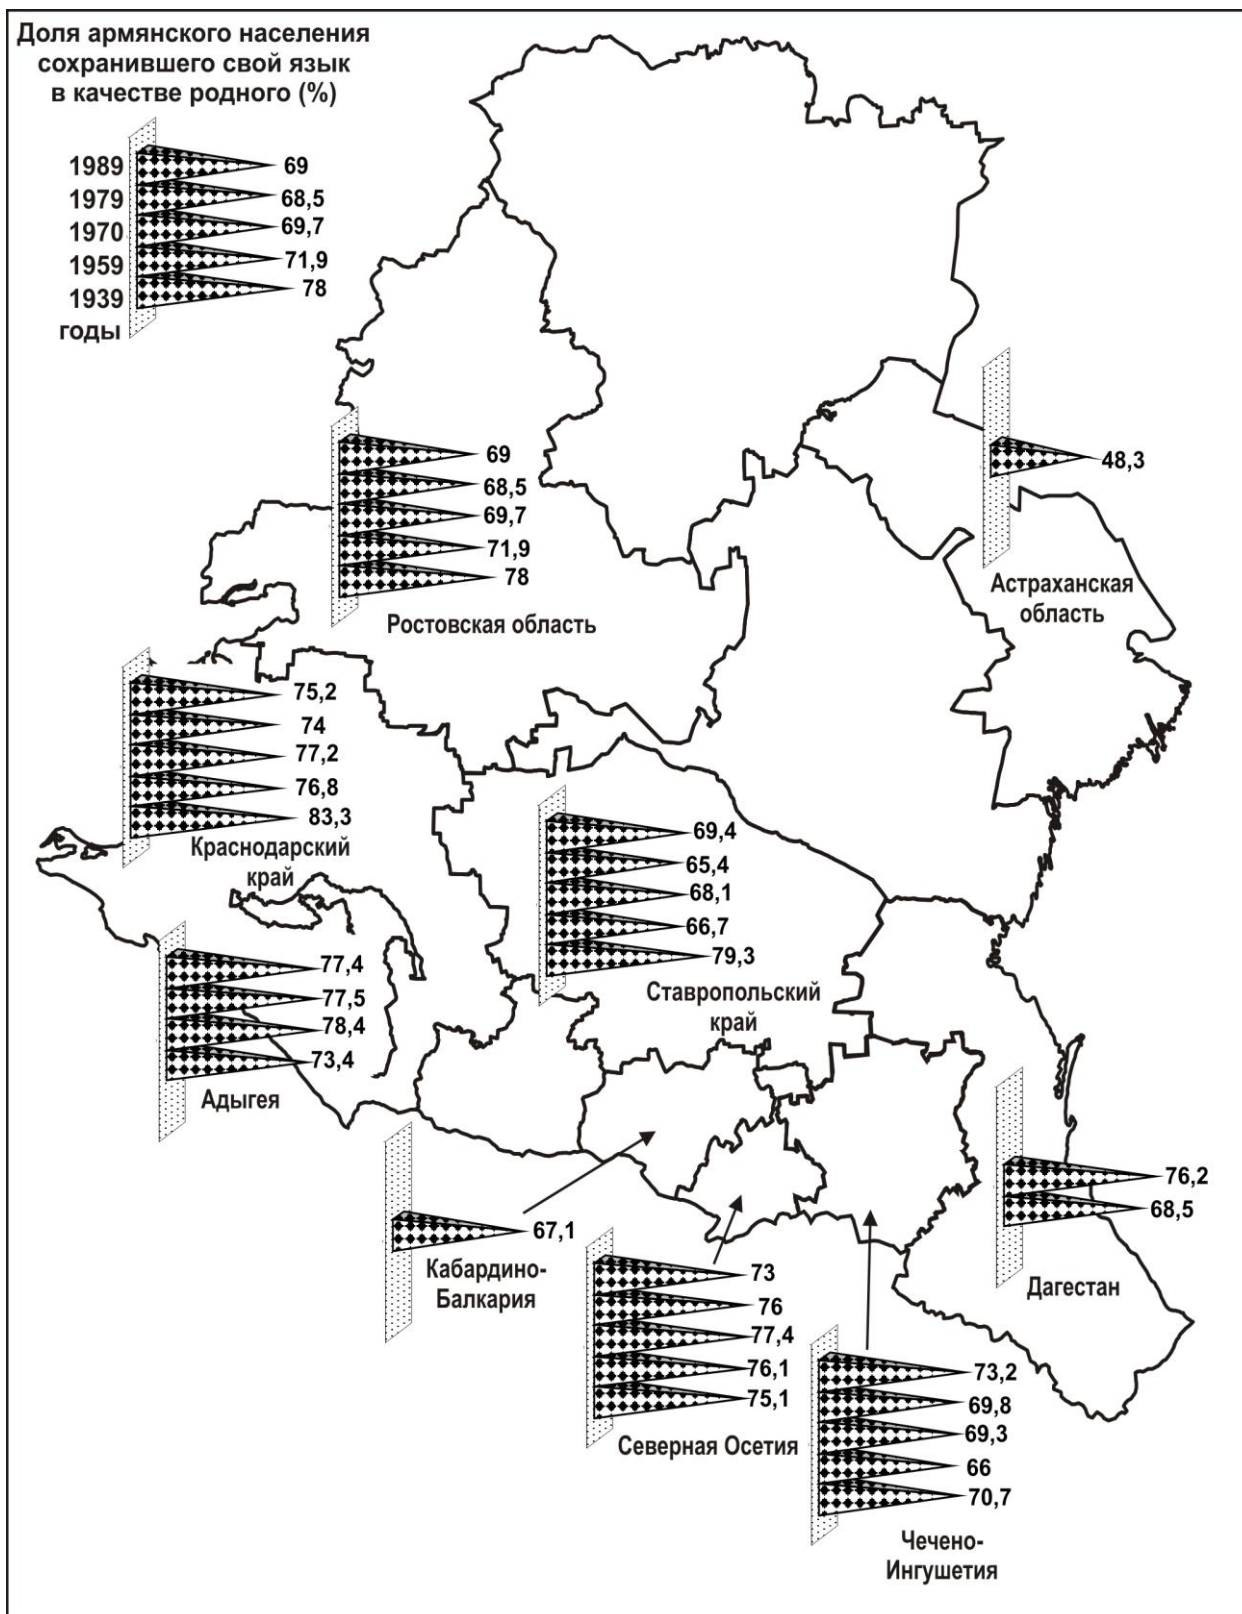 Доля армянского населения
сохранившего свой язык
в качестве родного (%)
1989 69
1979 68,5
1970 69,7
1959 71,9
1939 78
годы
69
68,5
69,7
71,9
78
Ростовская область
48,3
Астраханская
область
75,2
74
77,2
76,8
83,3
Краснодарский
край
69,4
65,4
68,1
66,7
79,3
Ставропольский
край
77,4
77,5
78,4
73,4
Адыгея
67,1
Кабардино-
Балкария
73
76
77,4
76,1
75,1
Северная Осетия
76,2
68,5
Дагестан
73,2
69,8
69,3
66
70,7
Чечено-
Ингушетия